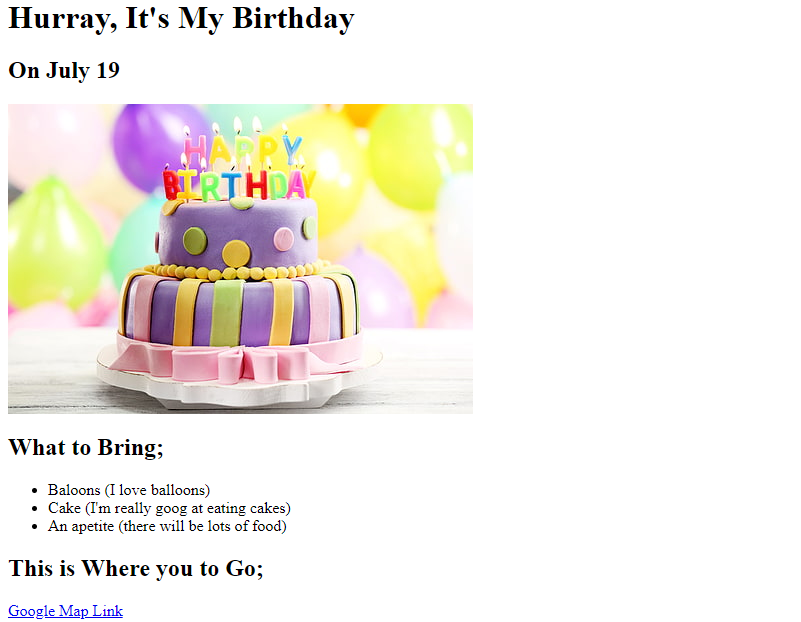 Hurray, It's My Birthday
On July 19
HAPPY
BIRTHDAY
What to Bring;
Baloons (I love balloons)
Cake (I'm really goog at eating cakes)
An apetite (there will be lots of food)
This is Where you to Go;
Google Map Link